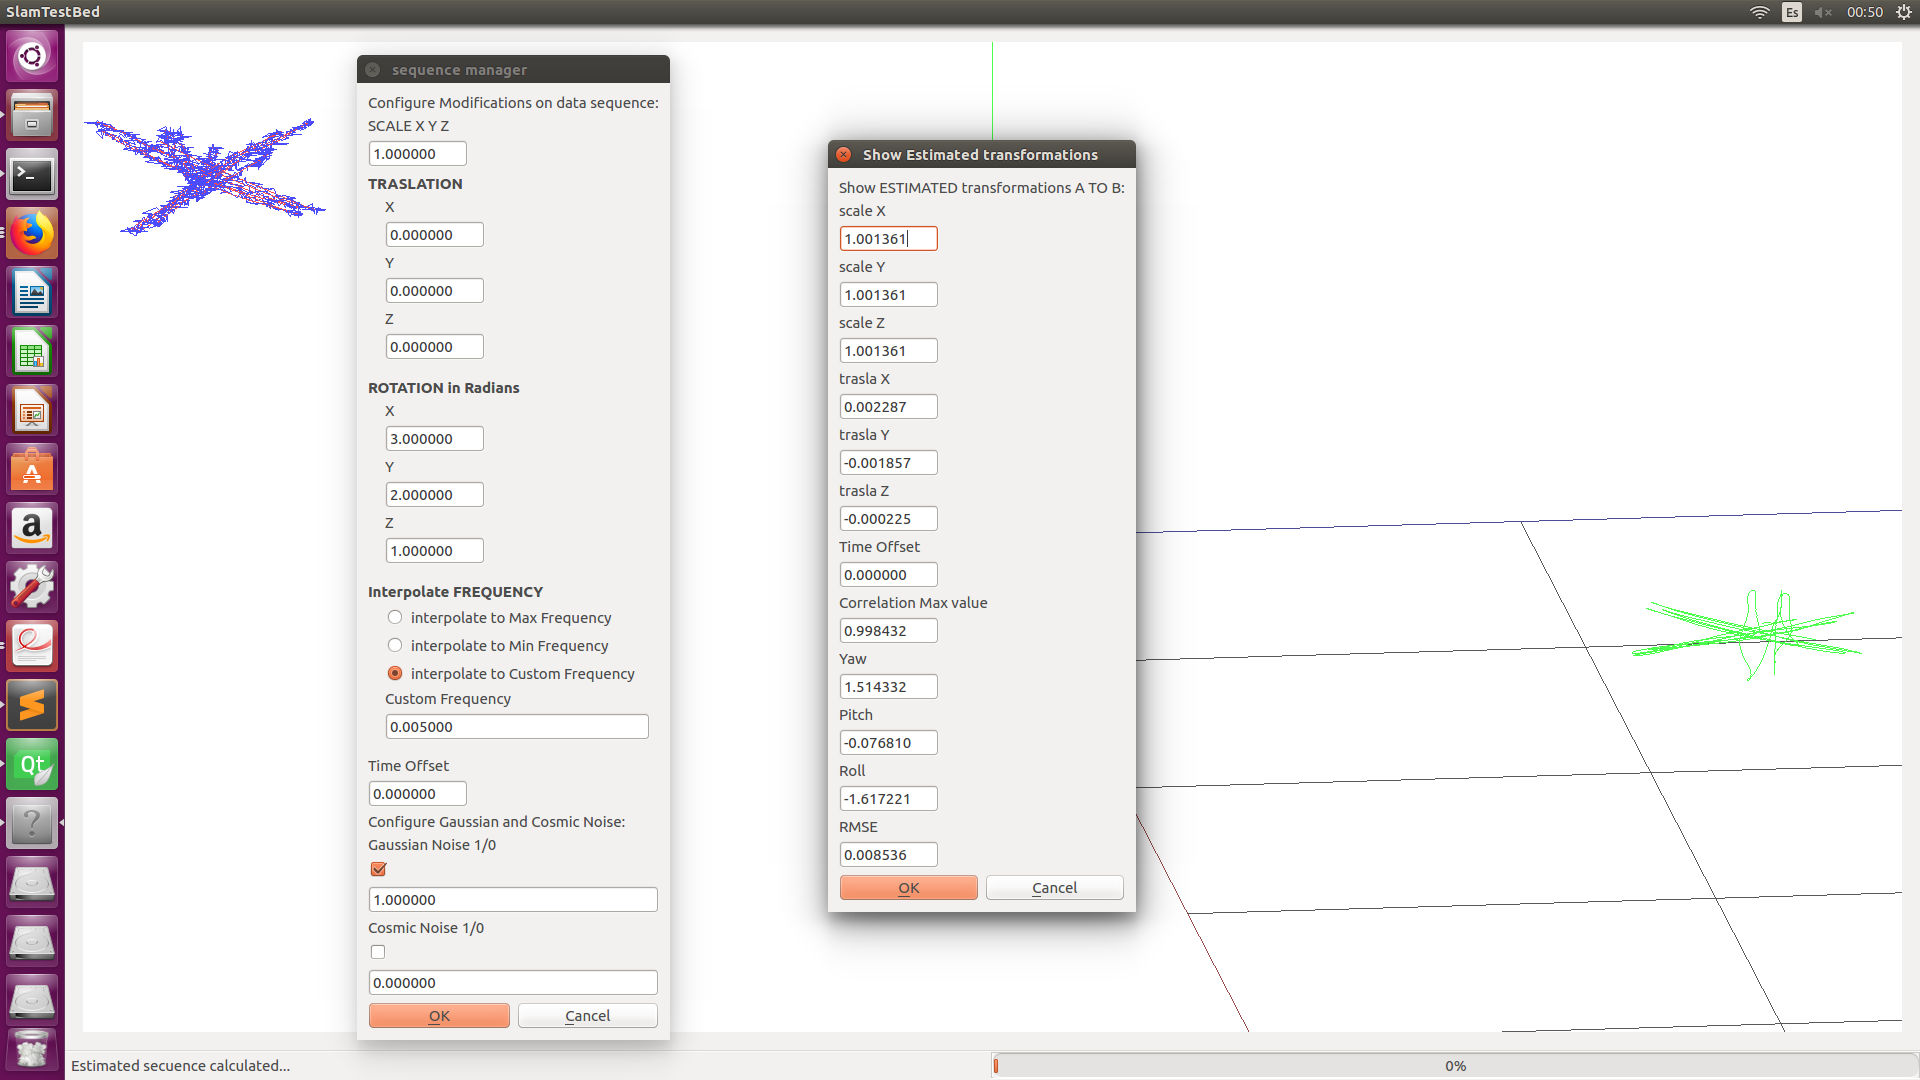 SlamTestBed
Es
00:50
sequence manager
Configure Modifications on data sequence:
SCALE X Y Z
1.000000
TRASLATION
X
0.000000
Y
0.000000
Z
0.000000
ROTATION in Radians
X
3.000000
Y
2.000000
Z
1.000000
Interpolate FREQUENCY
interpolate to Max Frequency
interpolate to Min Frequency
interpolate to Custom Frequency
Custom Frequency
0.005000
Time Offset
0.000000
Configure Gaussian and Cosmic Noise:
Gaussian Noise 1/0
1.000000
Cosmic Noise 1/0
0.000000
OK
Cancel
Show Estimated transformations
Show ESTIMATED transformations A TO B:
scale X
1.001361
scale Y
1.001361
scale Z
1.001361
trasla X
0.002287
trasla Y
-0.001857
trasla Z
-0.000225
Time Offset
0.000000
Correlation Max value
0.998432
Yaw
1.514332
Pitch
-0.076810
Roll
-1.617221
RMSE
0.008536
OK
Cancel
Qt
Estimated secuence calculated...
0%